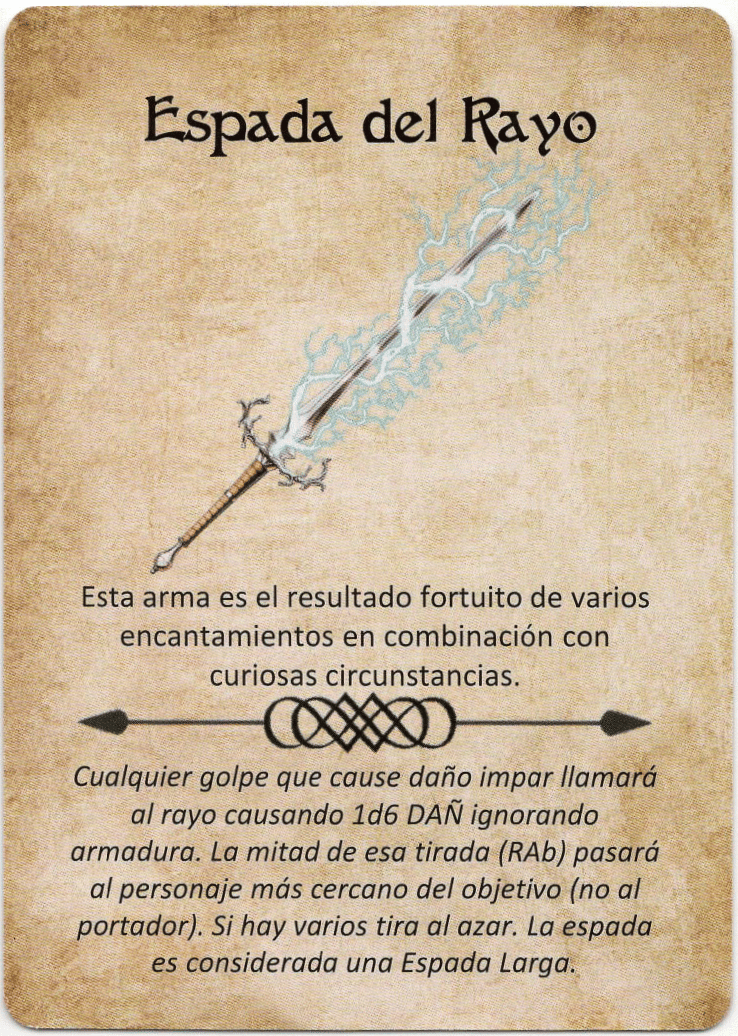 Espada del Rayo
Esta arma es el resultado fortuito de varios
encantamientos en combinación con
curiosas circunstancias.
Cualquier golpe que cause daño impar llamará
al rayo causando 1d6 DAÑ ignorando
armadura. La mitad de esa tirada (RAb) pasará
al personaje más cercano del objetivo (no al
portador). Si hay varios tira al azar. La espada
es considerada una Espada Larga.